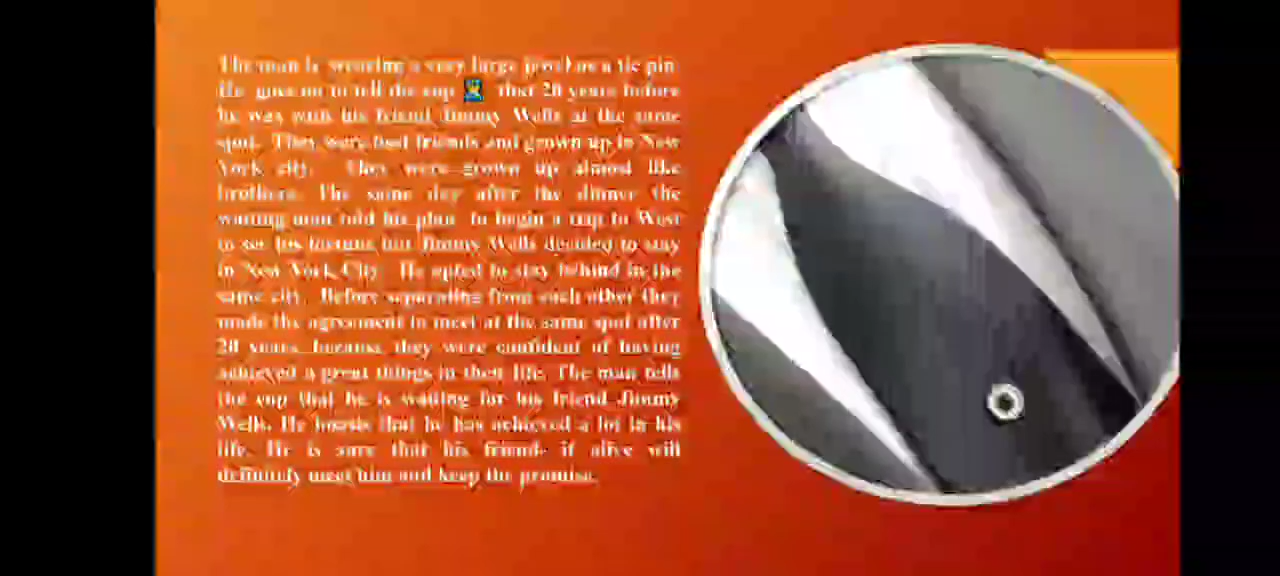 The man is wearing a very large jewel as a tie pin.
He goes on to tell the cop that 20 years before
he was with his friend Jimmy Wells at the same
spot. They were best friends and grown up in New
York city. They were grown up almost like
brothers. The same day after the dinner the
waiting man told his plan to begin a trip to West
to set his fortune but Jimmy Wells decided to stay
in New York City. He opted to stay behind in the
same city. Before separating from each other they
made the agreement to meet at the same spot after
20 years because they were confident of having
achieved a great things in their life. The man tells
the cop that he is waiting for his friend Jimmy
Wells. He boasts that he has achieved a lot in his
life. He is sure that his friend- if alive will
definitely meet him and keep the promise.